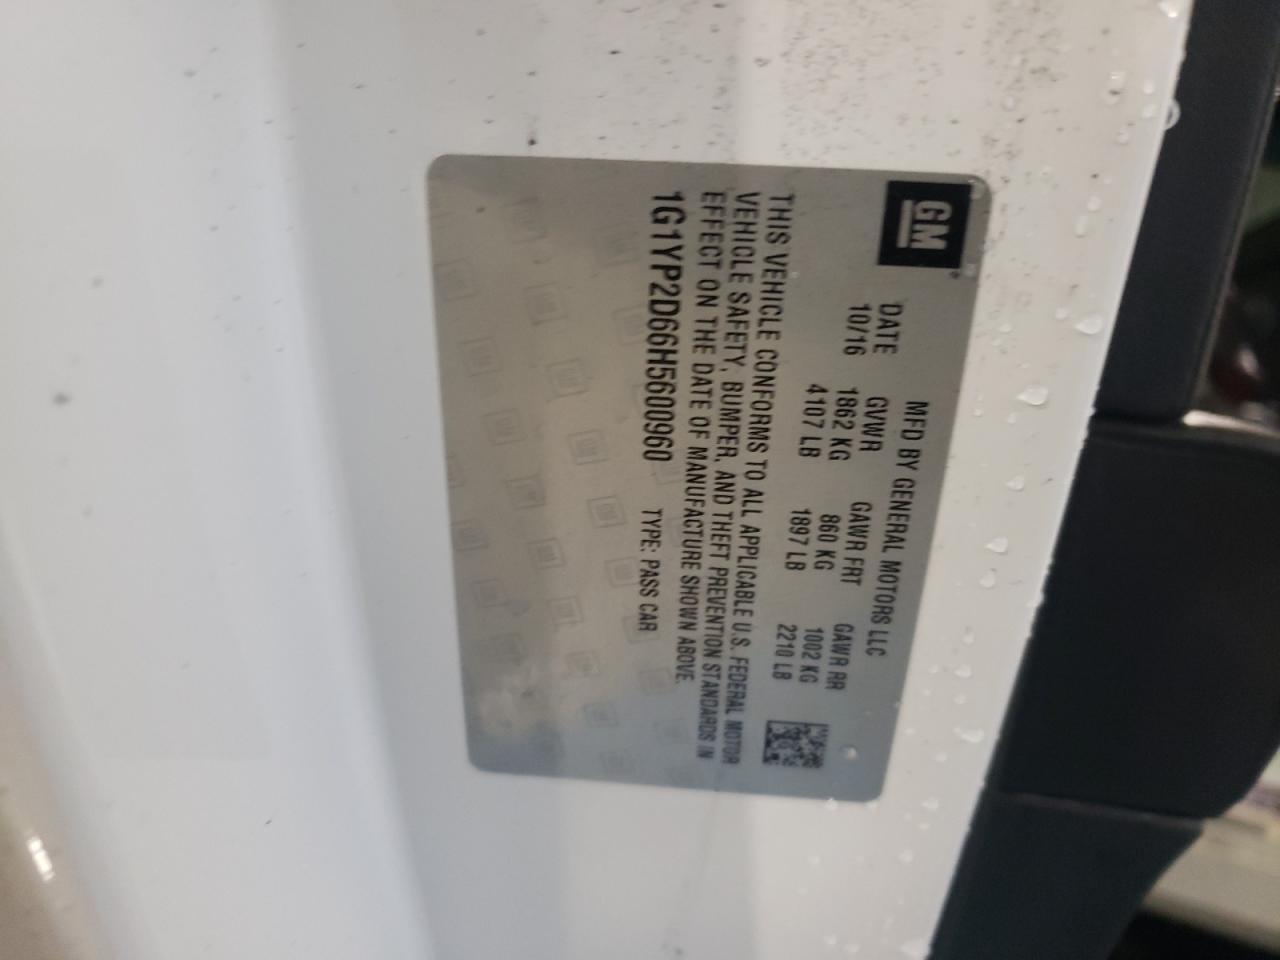 GM
MFD BY GENERAL MOTORS LLC
DATE GVWR GAWR FRT GAWR RR
10/16 1862 KG 860 KG 1002 KG
4107 LB 1897 LB 2210 LB
THIS VEHICLE CONFORMS TO ALL APPLICABLE U.S. FEDERAL MOTOR
VEHICLE SAFETY, BUMPER, AND THEFT PREVENTION STANDARDS IN
EFFECT ON THE DATE OF MANUFACTURE SHOWN ABOVE.
1G1YP2D66H5600960 TYPE: PASS CAR